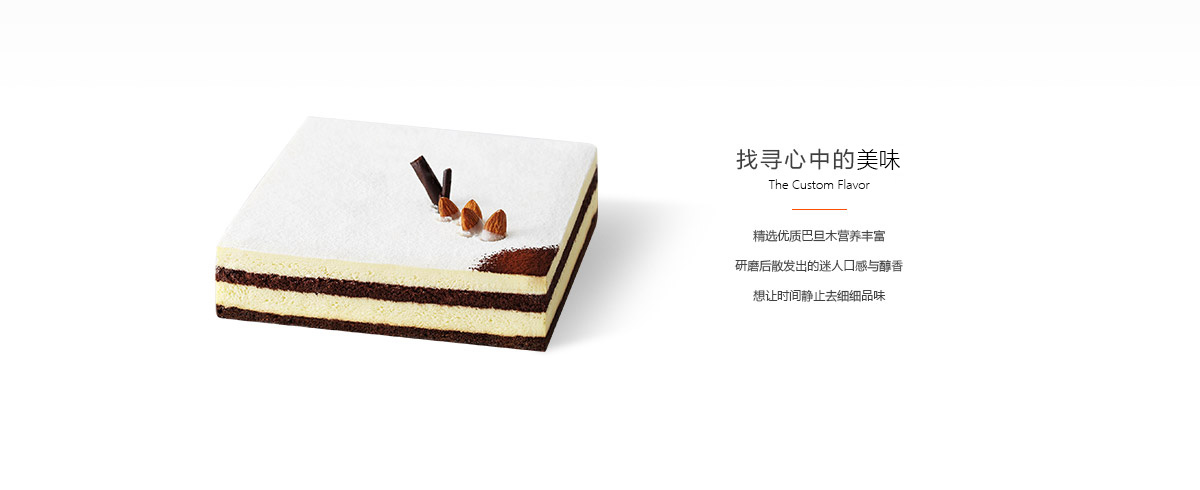 找寻心中的美味
The Custom Flavor
精选优质巴旦木营养丰富
研磨后散发出的迷人口感与醇香
想让时间静止去细细品味